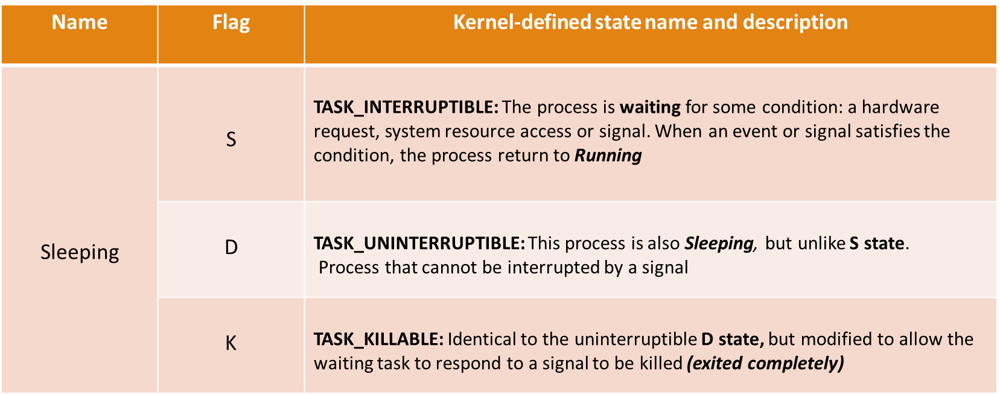 Name Flag Kernel-defined state name and description
S
TASK_INTERRUPTIBLE: The process is waiting for some condition: a hardware
request, system resource access or signal. When an event or signal satisfies the
condition, the process return to Running
Sleeping
D
TASK_UNINTERRUPTIBLE: This process is also Sleeping, but unlike S state.
Process that cannot be interrupted by a signal
K
TASK_KILLABLE: Identical to the uninterruptible D state, but modified to allow the
waiting task to respond to a signal to be killed (exited completely)